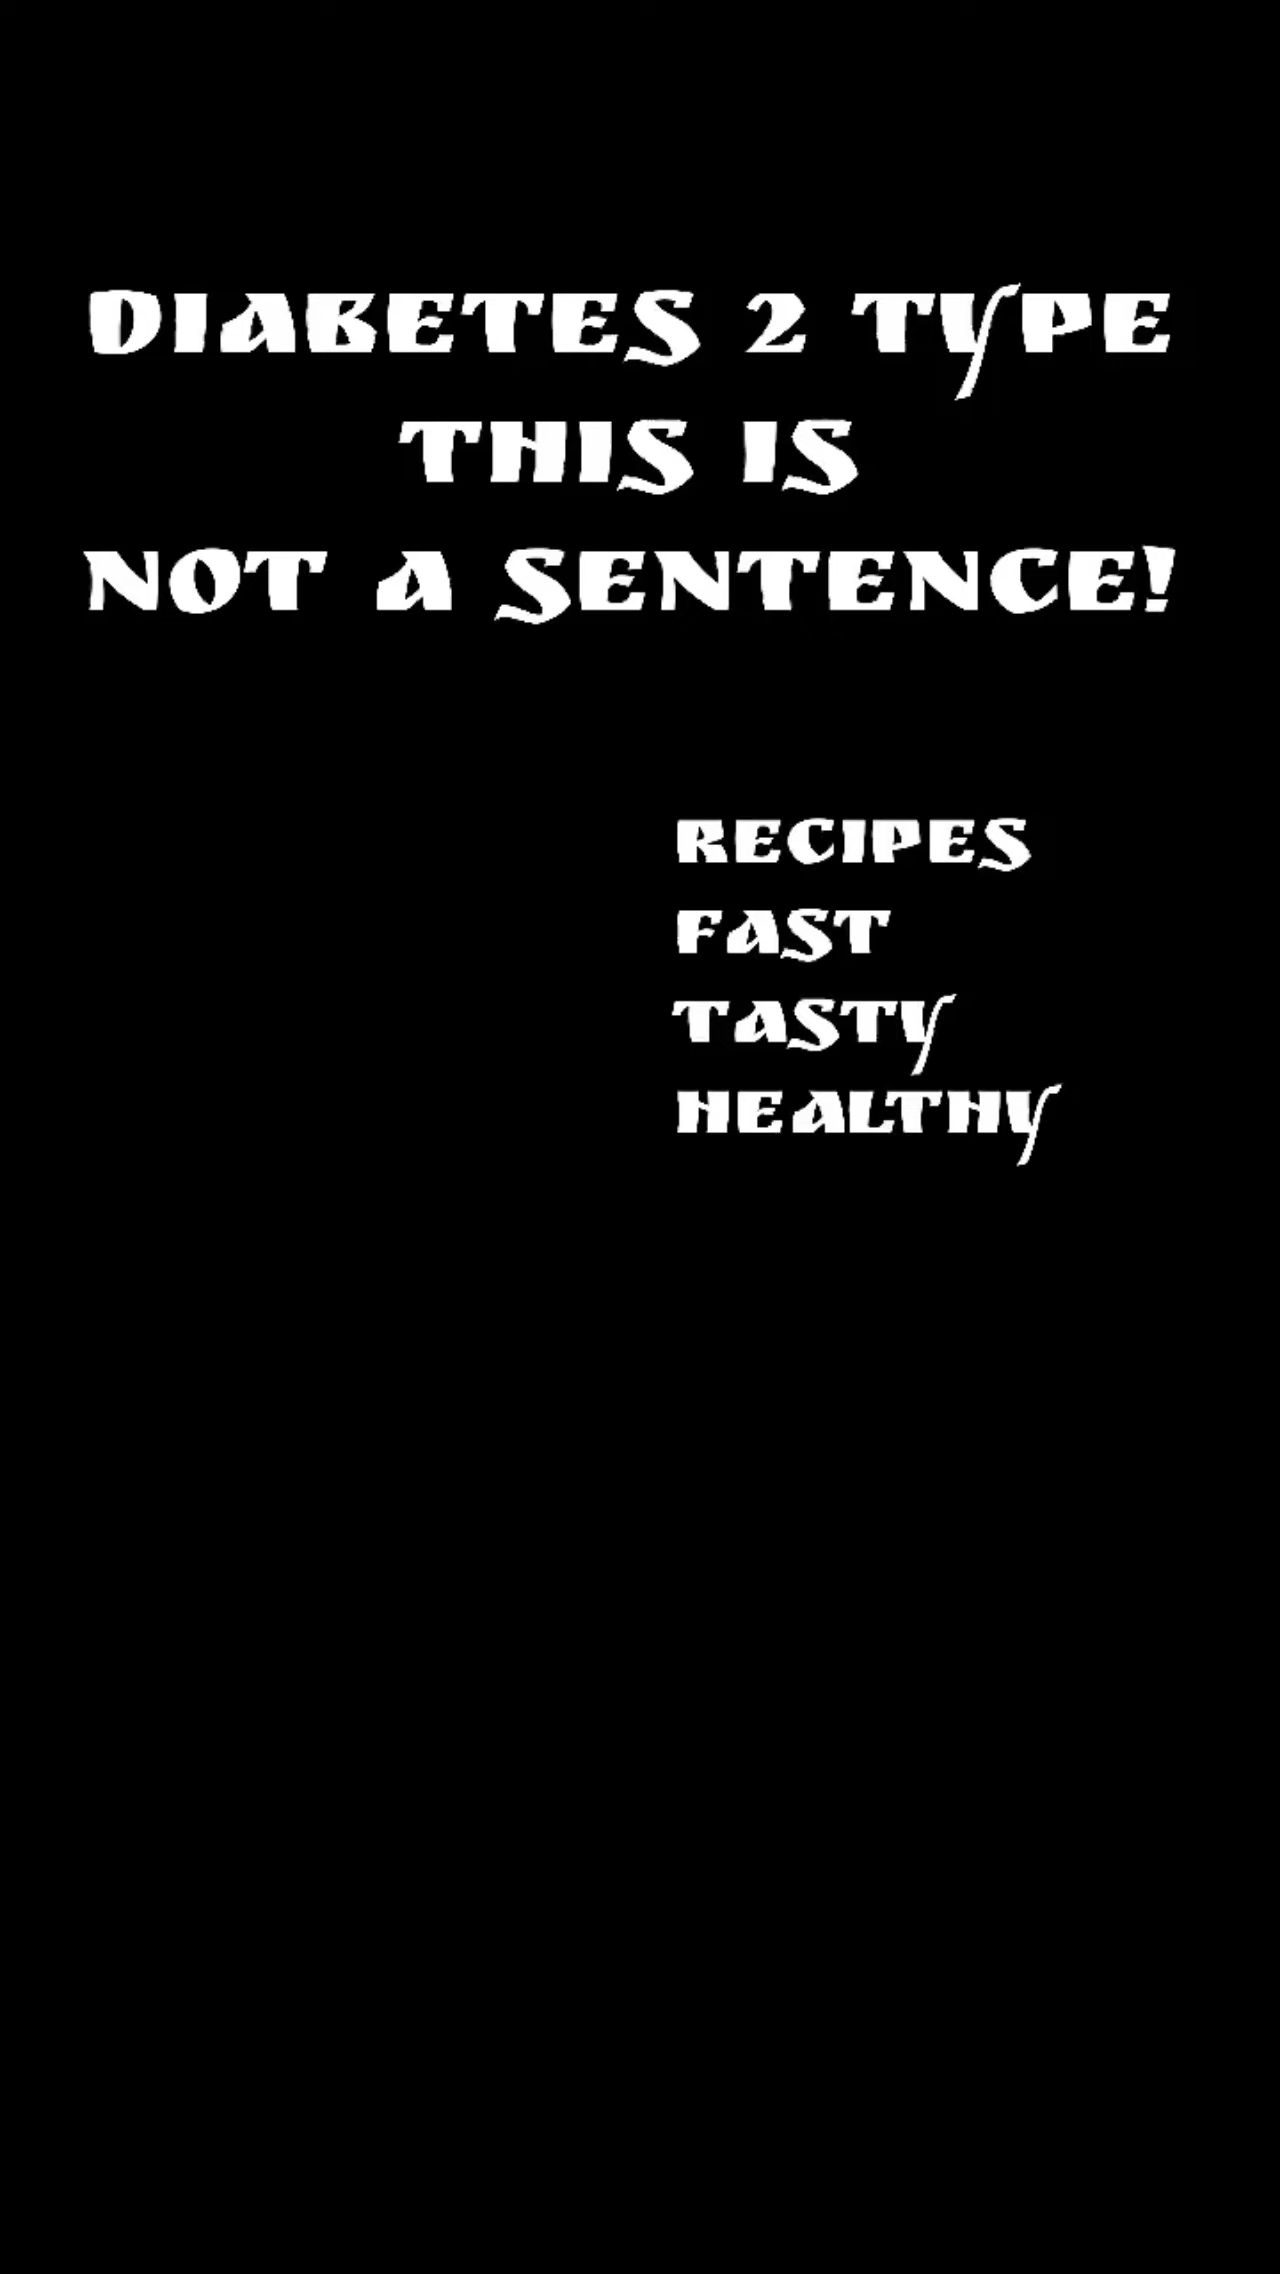 DIABETES 2 TYPE
THIS IS
NOT A SENTENCE!
RECIPES
FAST
TASTY
HEALTHY